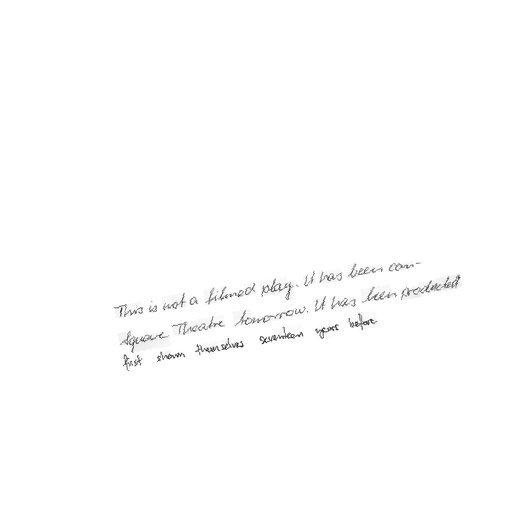 This is not a filmed play. It has been con-
Square Theatre tomorrow. It has been produced
first shown themselves seventeen years before